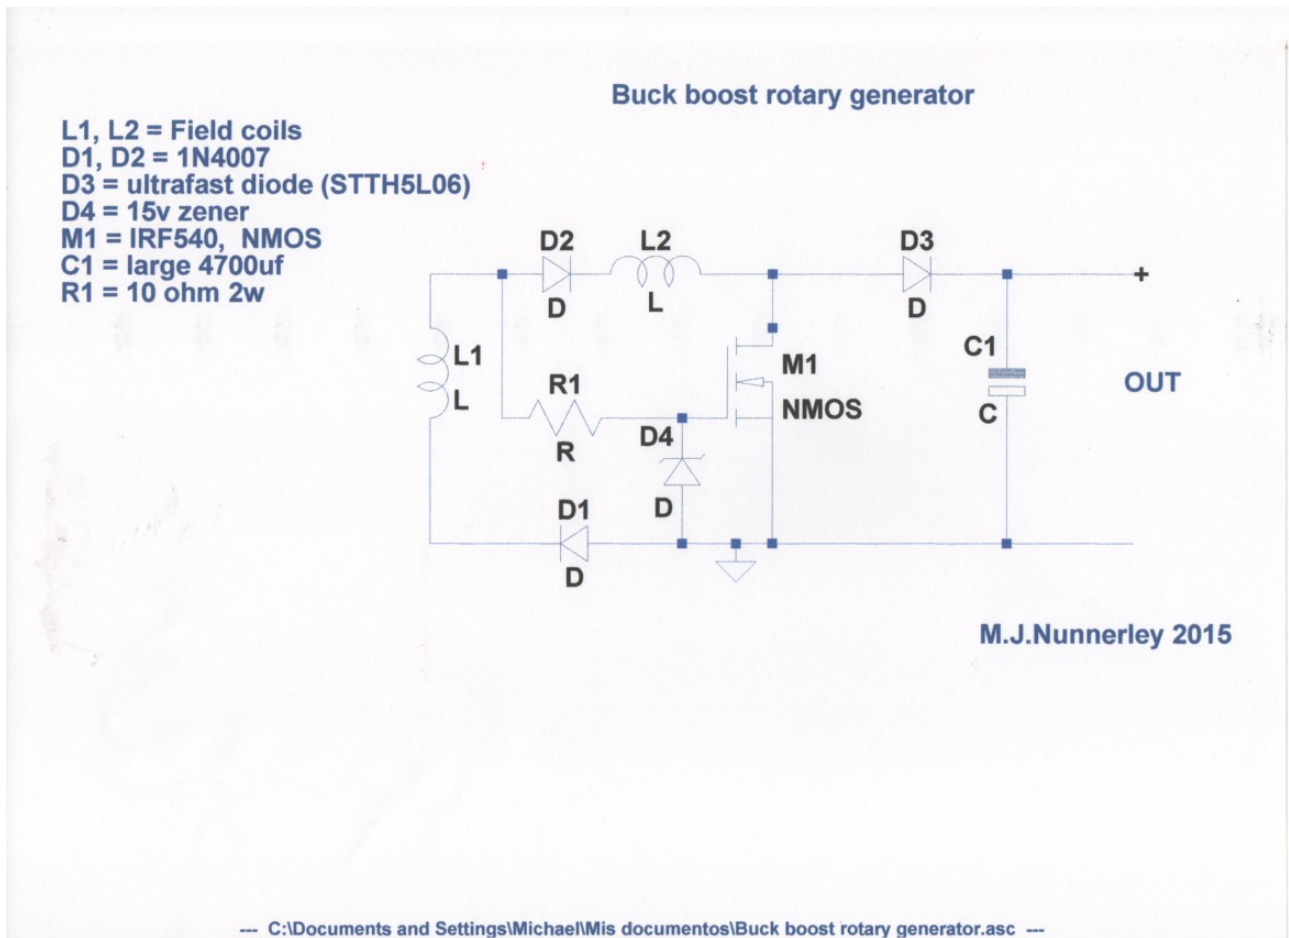 Buck boost rotary generator
L1, L2 = Field coils
D1, D2 = 1N4007
D3 = ultrafast diode (STTH5L06)
D4 = 15v zener
M1 = IRF540,  NMOS
C1 = large 4700uf
R1 = 10 ohm 2w
D2
D
L2
L
D3
D
+
L1
L
R1
R
D4
D
M1
NMOS
C1
C
OUT
D1
D
M.J.Nunnerley 2015
--- C:\Documents and Settings\Michael\Mis documentos\Buck boost rotary generator.asc ---